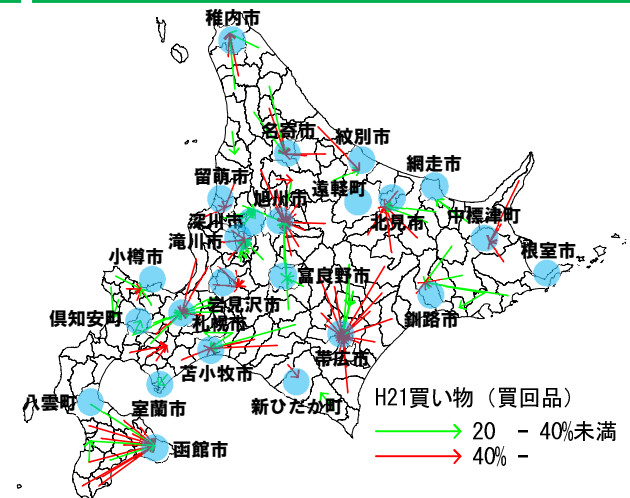 稚内市
名寄市
紋別市
網走市
留萌市
旭川市
遠軽町
中標津町
深川市
北見市
滝川市
根室市
小樽市
富良野市
岩見沢市
倶知安町
札幌市
釧路市
帯広市
苫小牧市
八雲町
室蘭市
新ひだか町
函館市
H21買い物（買回品）
20 － 40%未満
40% －